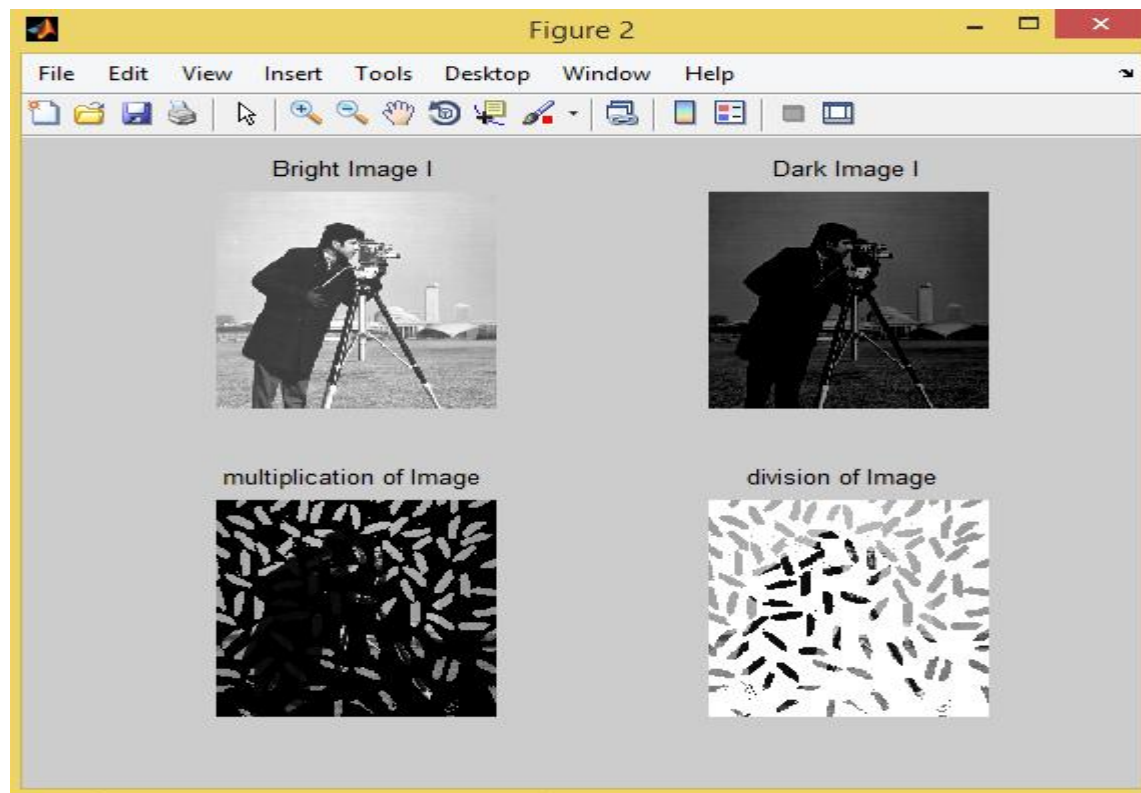 Figure 2
File Edit View Insert Tools Desktop Window Help
Bright Image I
Dark Image I
multiplication of Image
division of Image